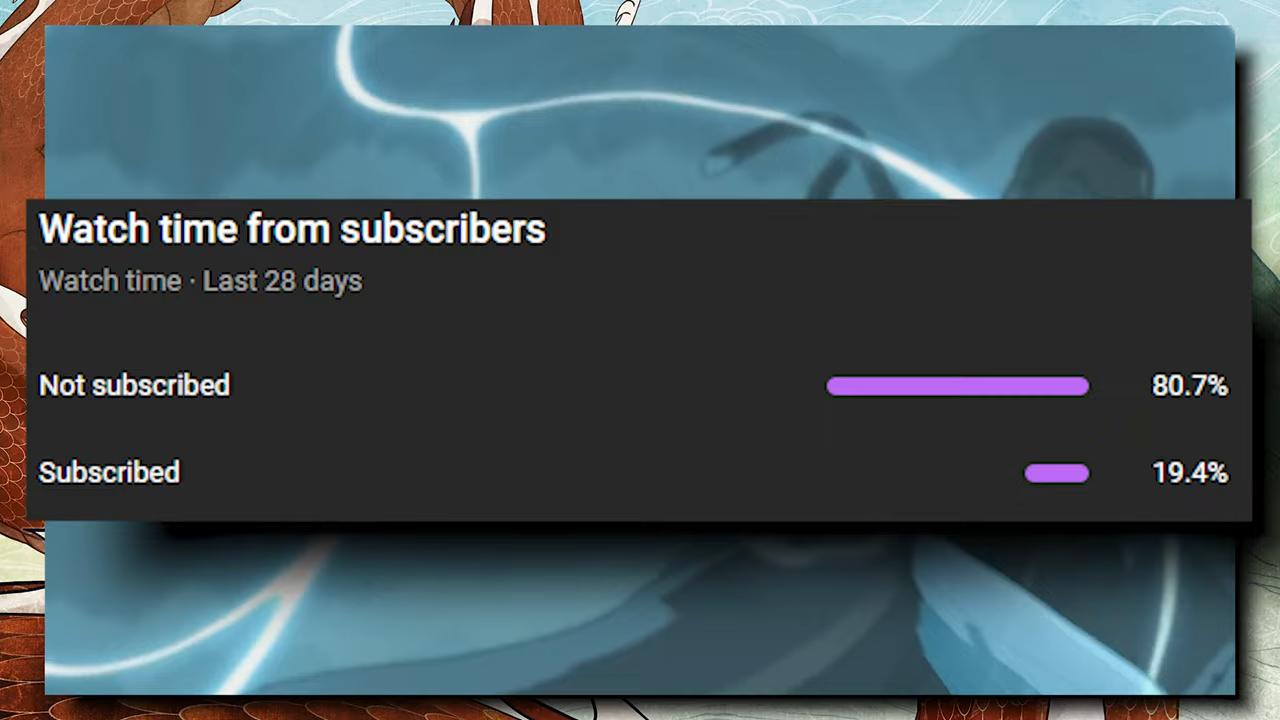 Watch time from subscribers
Watch time · Last 28 days
Not subscribed 80.7%
Subscribed 19.4%